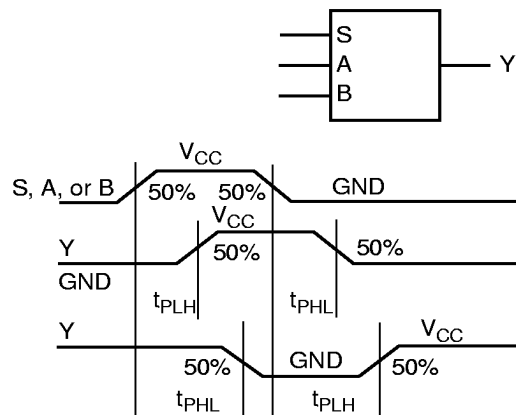 S
A Y
B
V_CC
S, A, or B 50% 50% GND
V_CC
Y 50% 50%
GND
t_PLH t_PHL
Y V_CC
50% GND 50%
t_PHL t_PLH